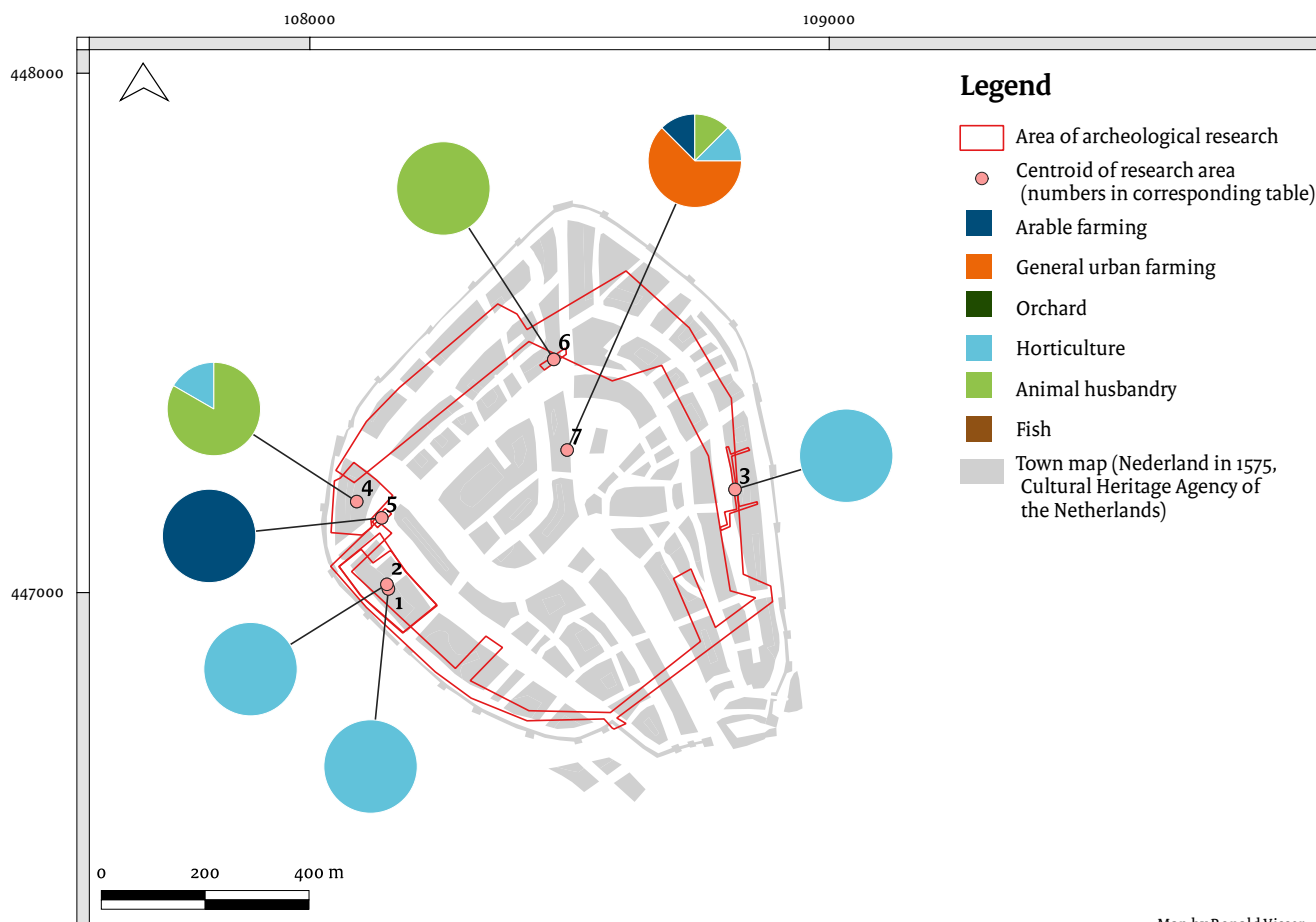 108000
109000
448000
447000
Legend
Area of archeological research
Centroid of research area
(numbers in corresponding table)
Arable farming
General urban farming
Orchard
Horticulture
Animal husbandry
Fish
Town map (Nederland in 1575,
Cultural Heritage Agency of
the Netherlands)
6
7
4
5
3
2
1
0 200 400 m